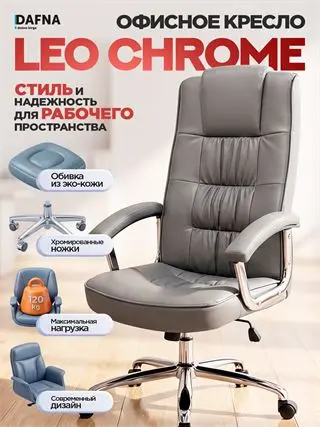 DAFNA
ОФИСНОЕ КРЕСЛО
LEO CHROME
СТИЛЬ И
НАДЕЖНОСТЬ
ДЛЯ РАБОЧЕГО
ПРОСТРАНСТВА
Обивка
из эко-кожи
Хромированные
ножки
120
КГ
Максимальная
нагрузка
Современный
дизайн